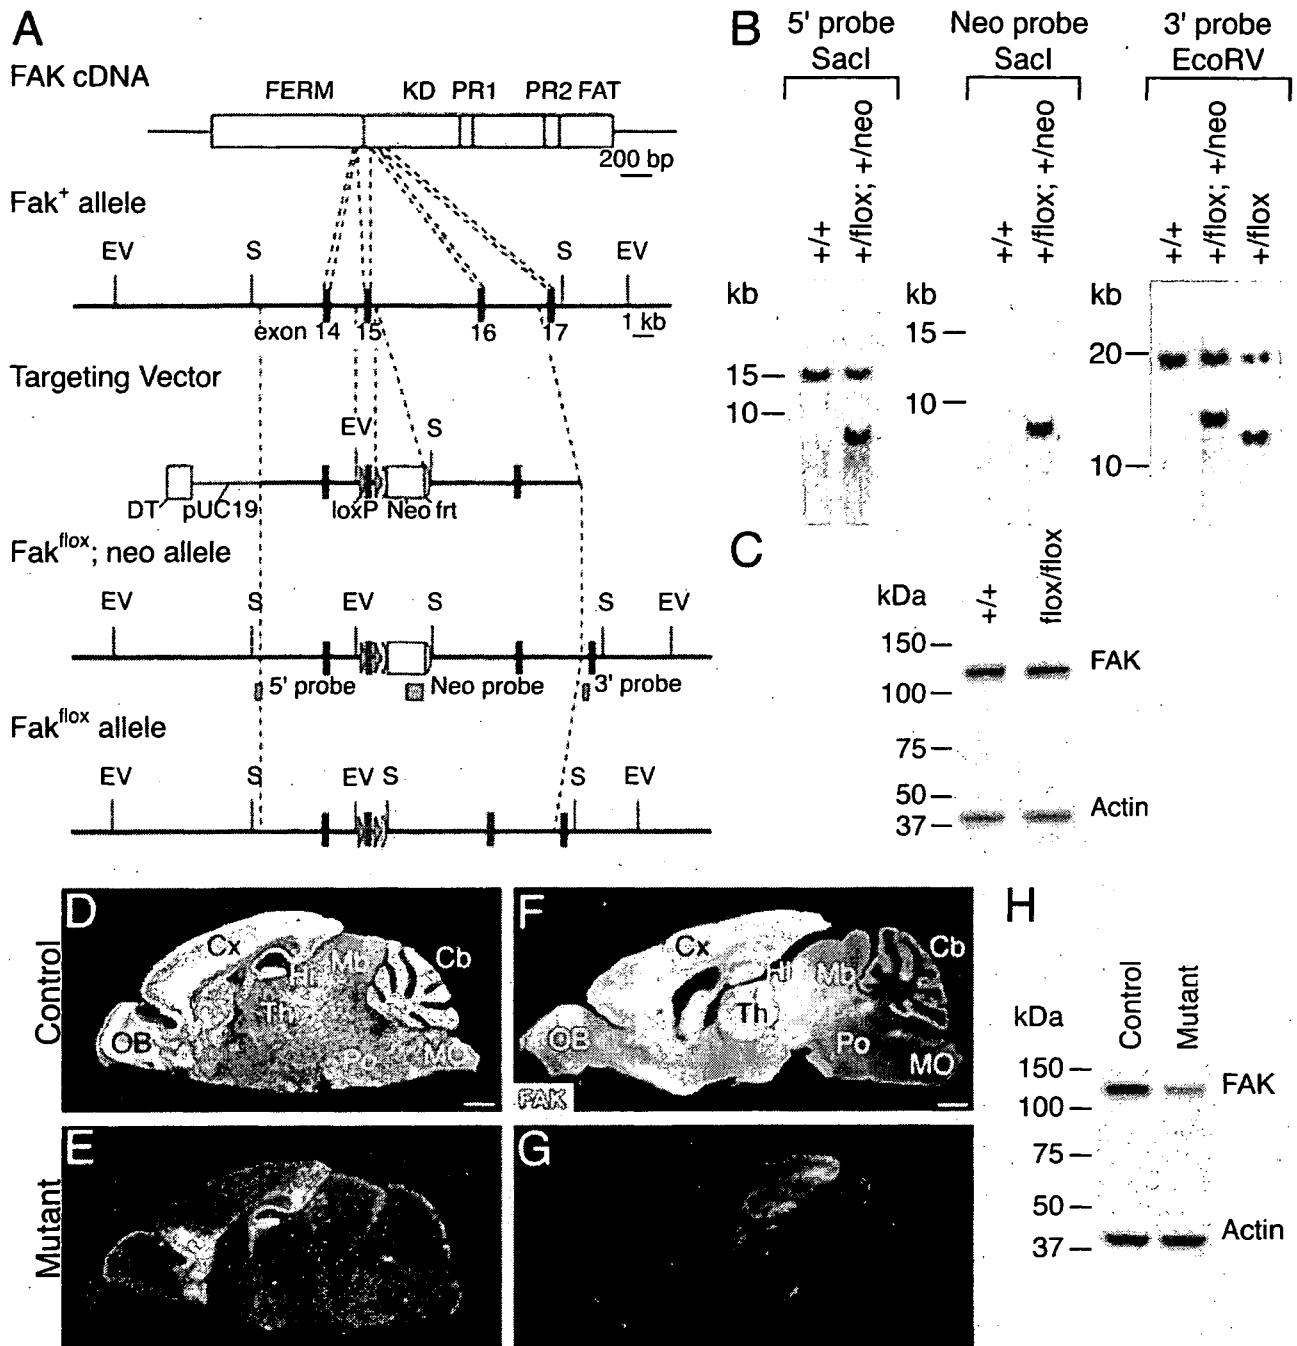 A
FAK cDNA
FERM KD PR1 PR2 FAT
200 bp
Fak+ allele
EV S S EV
exon 14 15 16 17 1 kb
Targeting Vector
EV S
DT pUC19 loxP Neo frt
Fakflox; neo allele
EV S EV S S EV
5' probe Neo probe 3' probe
Fakflox allele
EV S EV S S EV
B
5' probe SacI
Neo probe SacI
3' probe EcoRV
+/+ +/flox; +/neo
+/+ +/flox; +/neo
+/+ +/flox; +/neo +/flox
kb 15 10
kb 15 10
kb 20 10
C
+/+ flox/flox
kDa
150
100
75
50
37
FAK
Actin
Control
Mutant
D
Cx Hi Mb Cb
Th
OB Po MO
E
F
Cx Hi Mb Cb
Th
OB Po MO
FAK
G
H
Control Mutant
kDa
150
100
75
50
37
FAK
Actin